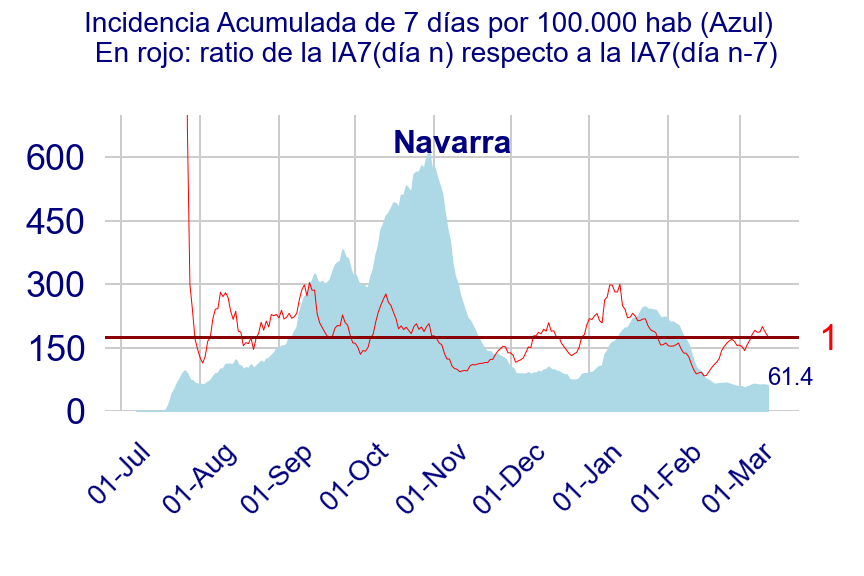 Incidencia Acumulada de 7 días por 100.000 hab (Azul)
En rojo: ratio de la IA7(día n) respecto a la IA7(día n-7)
Navarra
600
450
300
150
0
1
61.4
01-Jul
01-Aug
01-Sep
01-Oct
01-Nov
01-Dec
01-Jan
01-Feb
01-Mar